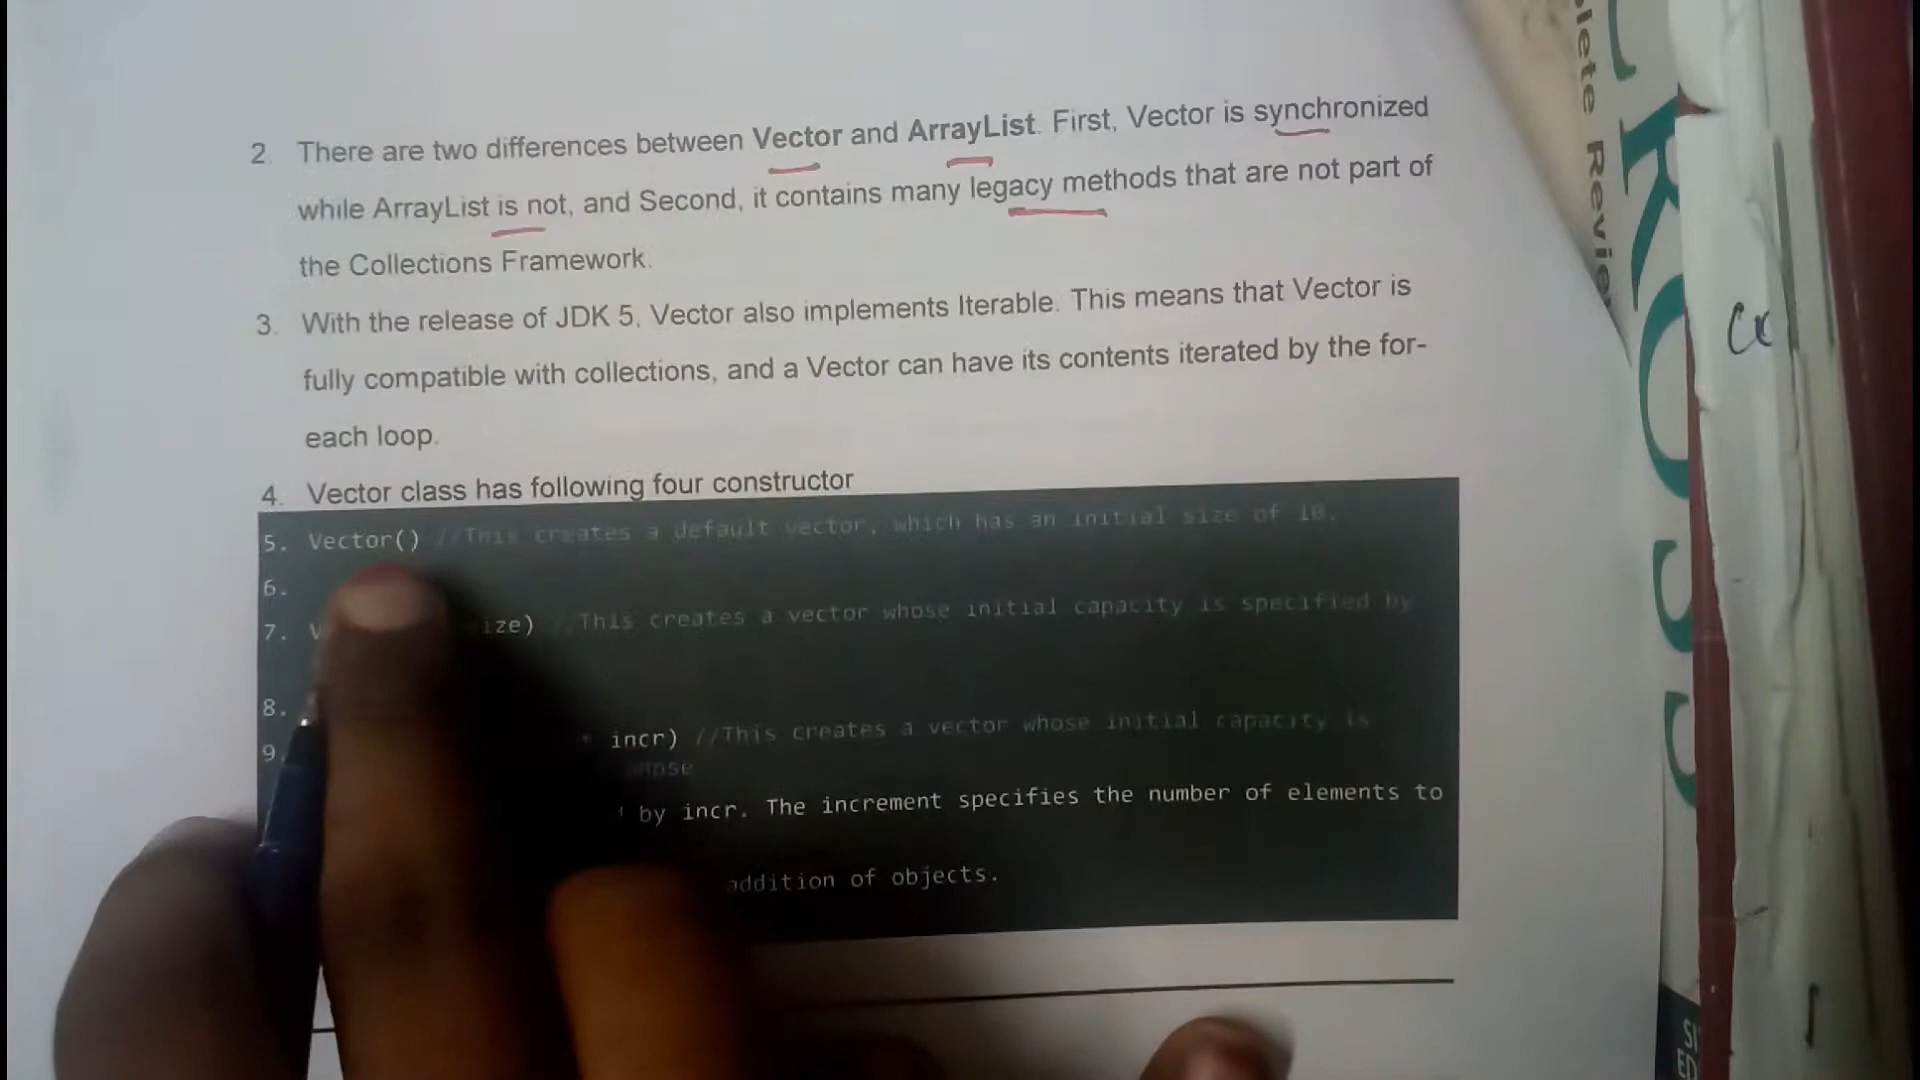 2. There are two differences between Vector and ArrayList. First, Vector is synchronized
while ArrayList is not, and Second, it contains many legacy methods that are not part of
the Collections Framework.
3. With the release of JDK 5, Vector also implements Iterable. This means that Vector is
fully compatible with collections, and a Vector can have its contents iterated by the for-
each loop.
4. Vector class has following four constructor
5. Vector() //This creates a default vector, which has an initial size of 10.
6.
7. V ize) //This creates a vector whose initial capacity is specified by
8.
9. incr) //This creates a vector whose initial capacity is
by incr. The increment specifies the number of elements to
addition of objects.
lete Review
CROSS